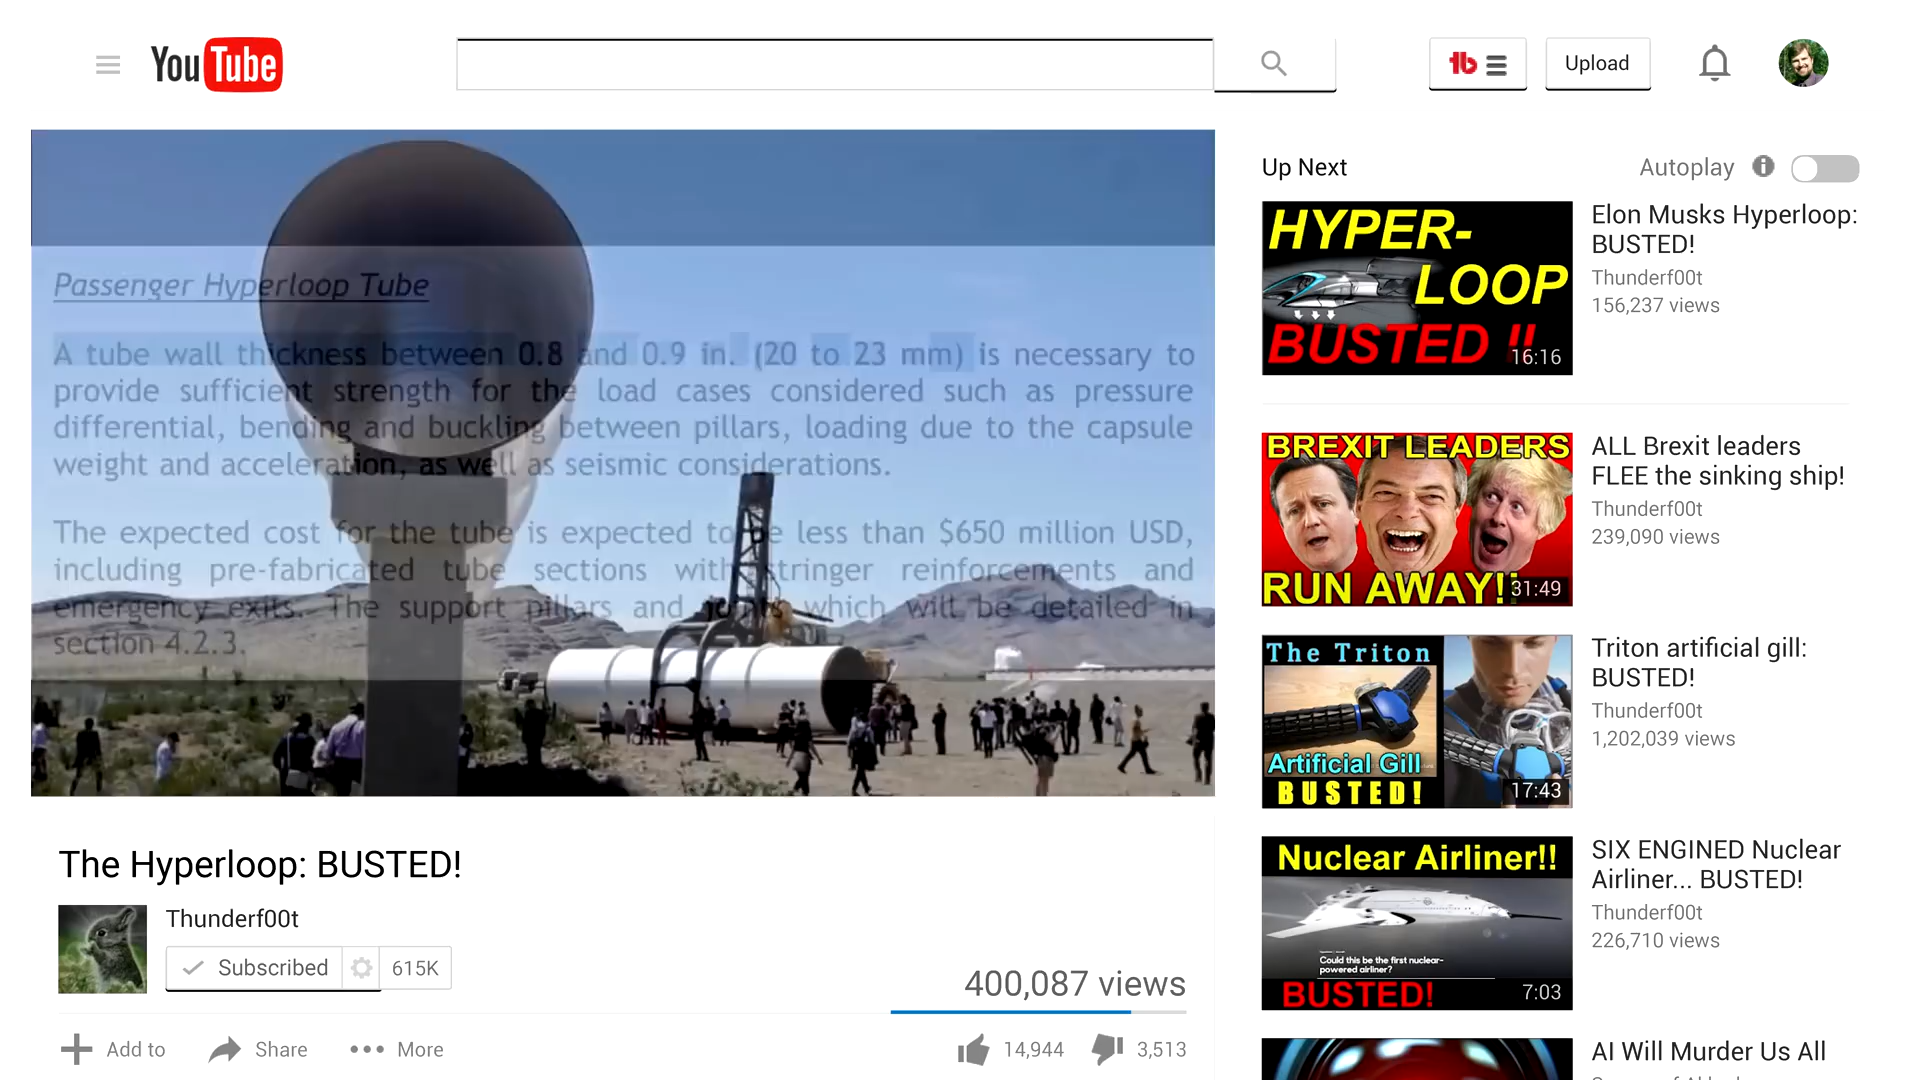 YouTube
Upload
Passenger Hyperloop Tube
A tube wall thickness between 0.8 and 0.9 in. (20 to 23 mm) is necessary to
provide sufficient strength for the load cases considered such as pressure
differential, bending and buckling between pillars, loading due to the capsule
weight and acceleration, as well as seismic considerations.
The expected cost for the tube is expected to be less than $650 million USD,
including pre-fabricated tube sections with stringer reinforcements and
emergency exits. The support pillars and joints which will be detailed in
section 4.2.3.
The Hyperloop: BUSTED!
Thunderf00t
Subscribed 615K
400,087 views
Add to Share More 14,944 3,513
Up Next Autoplay
HYPER-
LOOP
BUSTED !!
16:16
Elon Musks Hyperloop:
BUSTED!
Thunderf00t
156,237 views
BREXIT LEADERS
RUN AWAY!!
31:49
ALL Brexit leaders
FLEE the sinking ship!
Thunderf00t
239,090 views
The Triton
Artificial Gill
BUSTED!
17:43
Triton artificial gill:
BUSTED!
Thunderf00t
1,202,039 views
Nuclear Airliner!!
Could this be the first nuclear-
powered airliner?
BUSTED!
7:03
SIX ENGINED Nuclear
Airliner... BUSTED!
Thunderf00t
226,710 views
AI Will Murder Us All